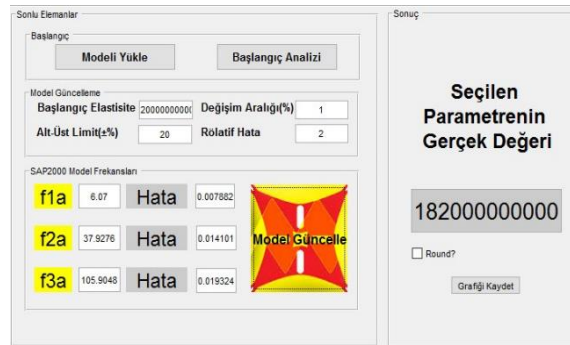 Sonlu Elemanlar
Başlangıç
Modeli Yükle
Başlangıç Analizi
Model Güncelleme
Başlangıç Elastisite 2000000000 Değişim Aralığı(%) 1
Alt-Üst Limit(±%) 20 Rölatif Hata 2
SAP2000 Model Frekansları
f1a 6.07 Hata 0.007882
f2a 37.9276 Hata 0.014101
f3a 105.9048 Hata 0.019324
Model Güncelle
Sonuç
Seçilen
Parametrenin
Gerçek Değeri
182000000000
Round?
Grafiği Kaydet